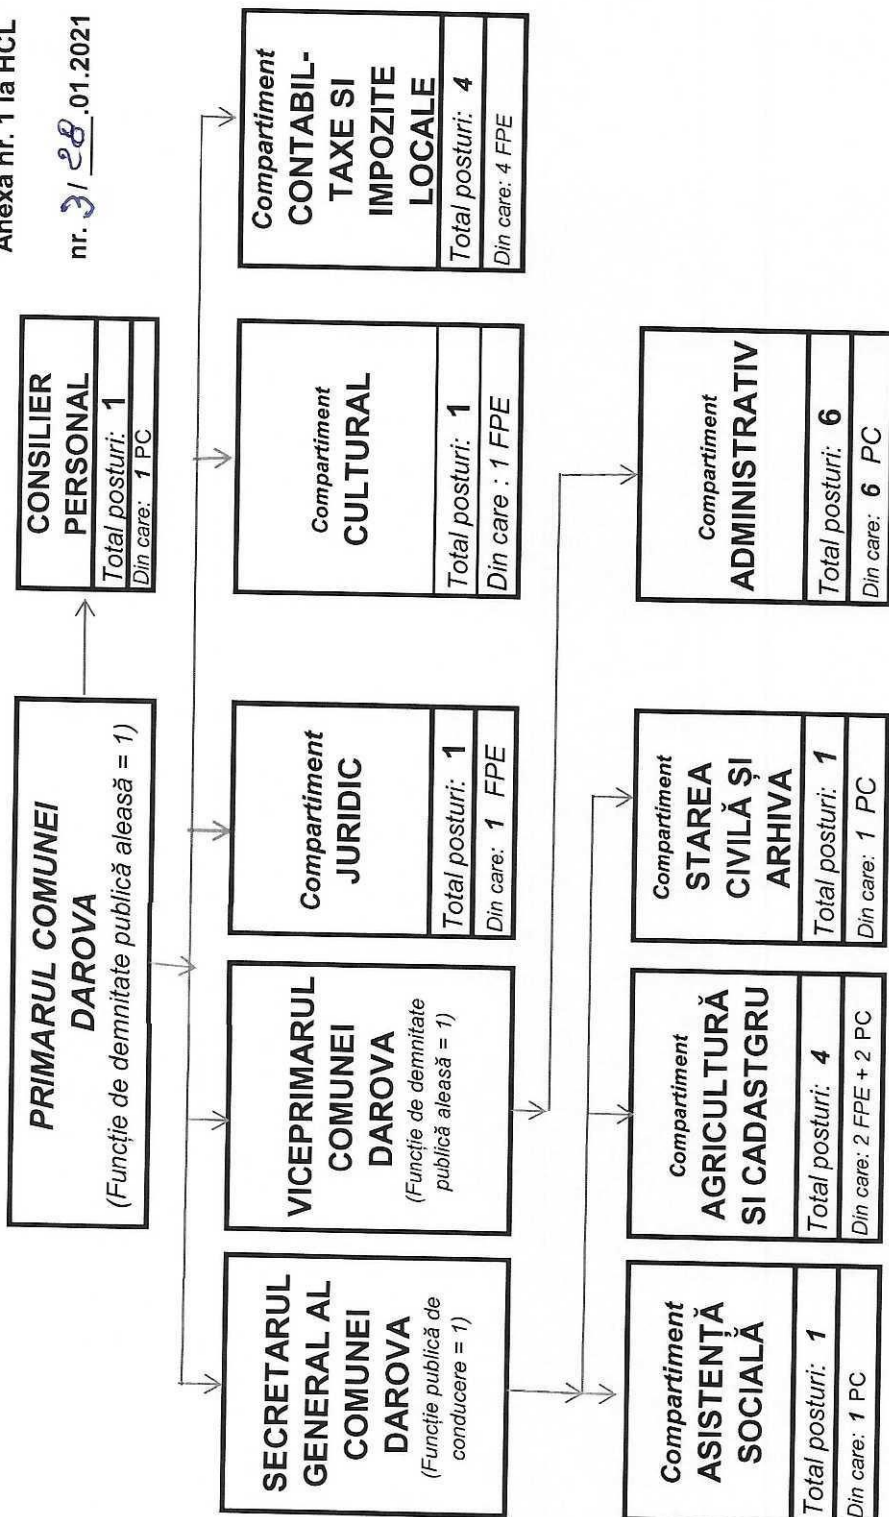 Anexa nr. 1 la HCL
nr. 3 / 28 .01.2021
PRIMARUL COMUNEI
DAROVA
(Funcție de demnitate publică aleasă = 1)
CONSILIER
PERSONAL
Total posturi: 1
Din care: 1 PC
SECRETARUL
GENERAL AL
COMUNEI
DAROVA
(Funcție publică de
conducere = 1)
VICEPRIMARUL
COMUNEI
DAROVA
(Funcție de demnitate
publică aleasă = 1)
Compartiment
JURIDIC
Total posturi: 1
Din care: 1 FPE
Compartiment
CULTURAL
Total posturi: 1
Din care : 1 FPE
Compartiment
CONTABIL-
TAXE SI
IMPOZITE
LOCALE
Total posturi: 4
Din care: 4 FPE
Compartiment
ASISTENȚĂ
SOCIALĂ
Total posturi: 1
Din care: 1 PC
Compartiment
AGRICULTURĂ
SI CADASTGRU
Total posturi: 4
Din care: 2 FPE + 2 PC
Compartiment
STAREA
CIVILĂ ȘI
ARHIVA
Total posturi: 1
Din care: 1 PC
Compartiment
ADMINISTRATIV
Total posturi: 6
Din care: 6 PC